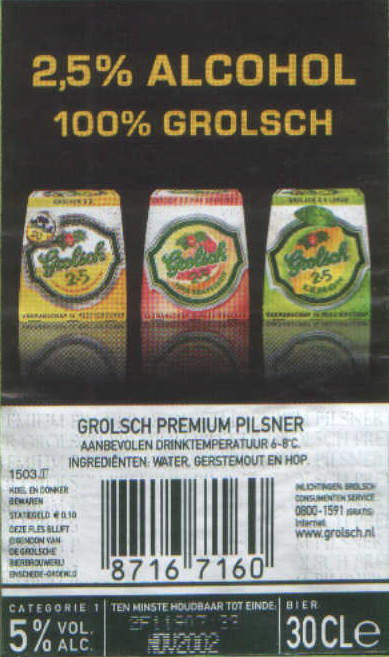 2,5% ALCOHOL
100% GROLSCH
Grolsch
2.5
Grolsch
Grolsch
2.5
LEMON
GROLSCH PREMIUM PILSNER
AANBEVOLEN DRINKTEMPERATUUR 6-8°C.
INGREDIËNTEN: WATER, GERSTEMOUT EN HOP.
1503
KOEL EN DONKER
BEWAREN
STATIEGELD € 0.10
DEZE FLES BLIJFT
EIGENDOM VAN
DE GROLSCHE
BIERBROUWERIJ
ENSCHEDE-GROENLO
8716 7160
INLICHTINGEN: GROLSCH
CONSUMENTEN SERVICE
0800-1591 (GRATIS)
Internet:
www.grolsch.nl
CATEGORIE 1
5% VOL.
ALC.
TEN MINSTE HOUDBAAR TOT EINDE:
NOV2002
BIER
30CLe